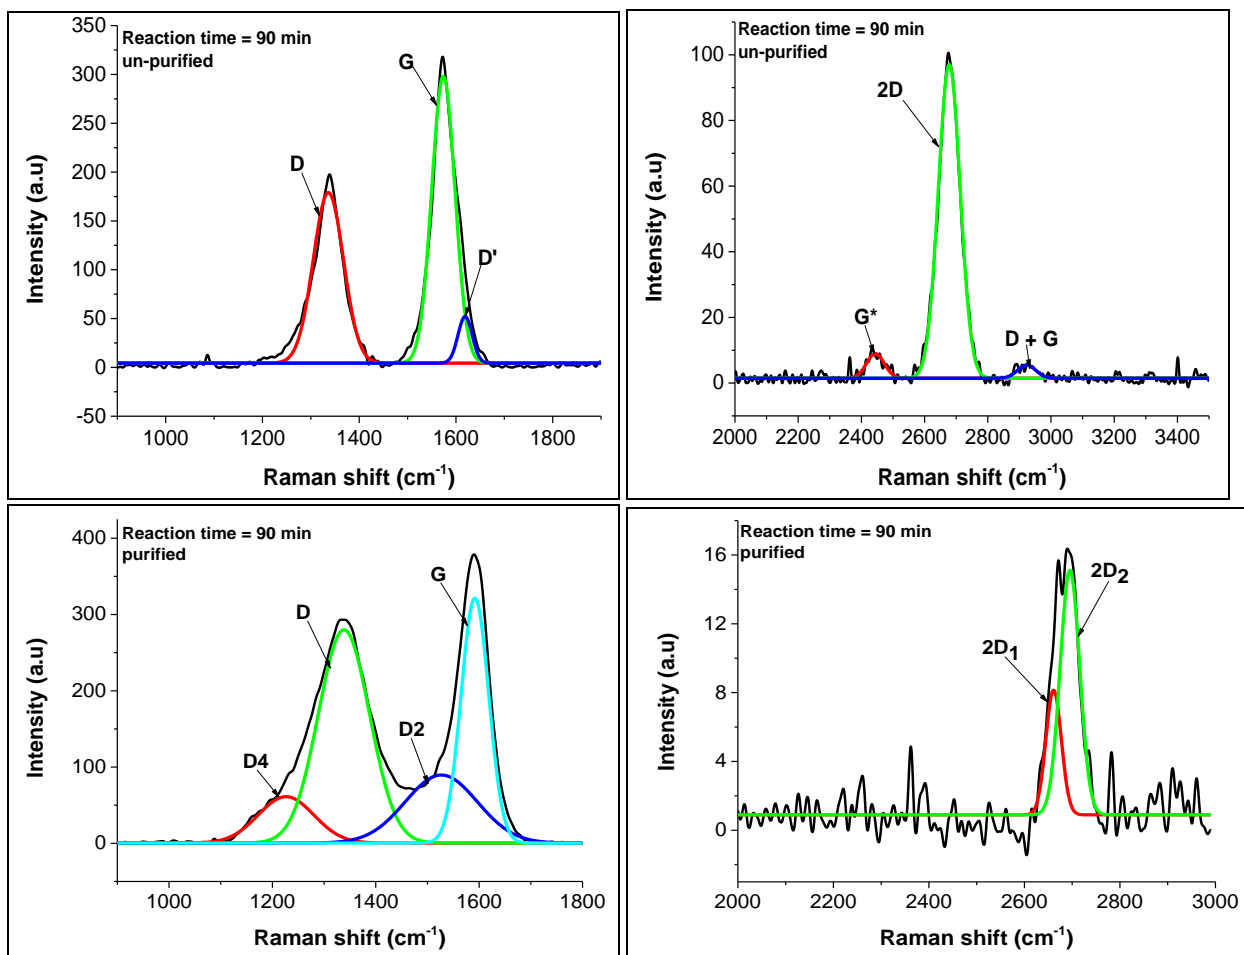 Reaction time = 90 min
un-purified
350
300
250
200
150
100
50
0
-50
Intensity (a.u)
D
G
D'
1000 1200 1400 1600 1800
Raman shift (cm⁻¹)
Reaction time = 90 min
un-purified
100
80
60
40
20
0
Intensity (a.u)
2D
G*
D + G
2000 2200 2400 2600 2800 3000 3200 3400
Raman shift (cm⁻¹)
Reaction time = 90 min
purified
400
300
200
100
0
Intensity (a.u)
G
D
D2
D4
1000 1200 1400 1600 1800
Raman shift (cm⁻¹)
Reaction time = 90 min
purified
16
12
8
4
0
Intensity (a.u)
2D₂
2D₁
2000 2200 2400 2600 2800 3000
Raman shift (cm⁻¹)